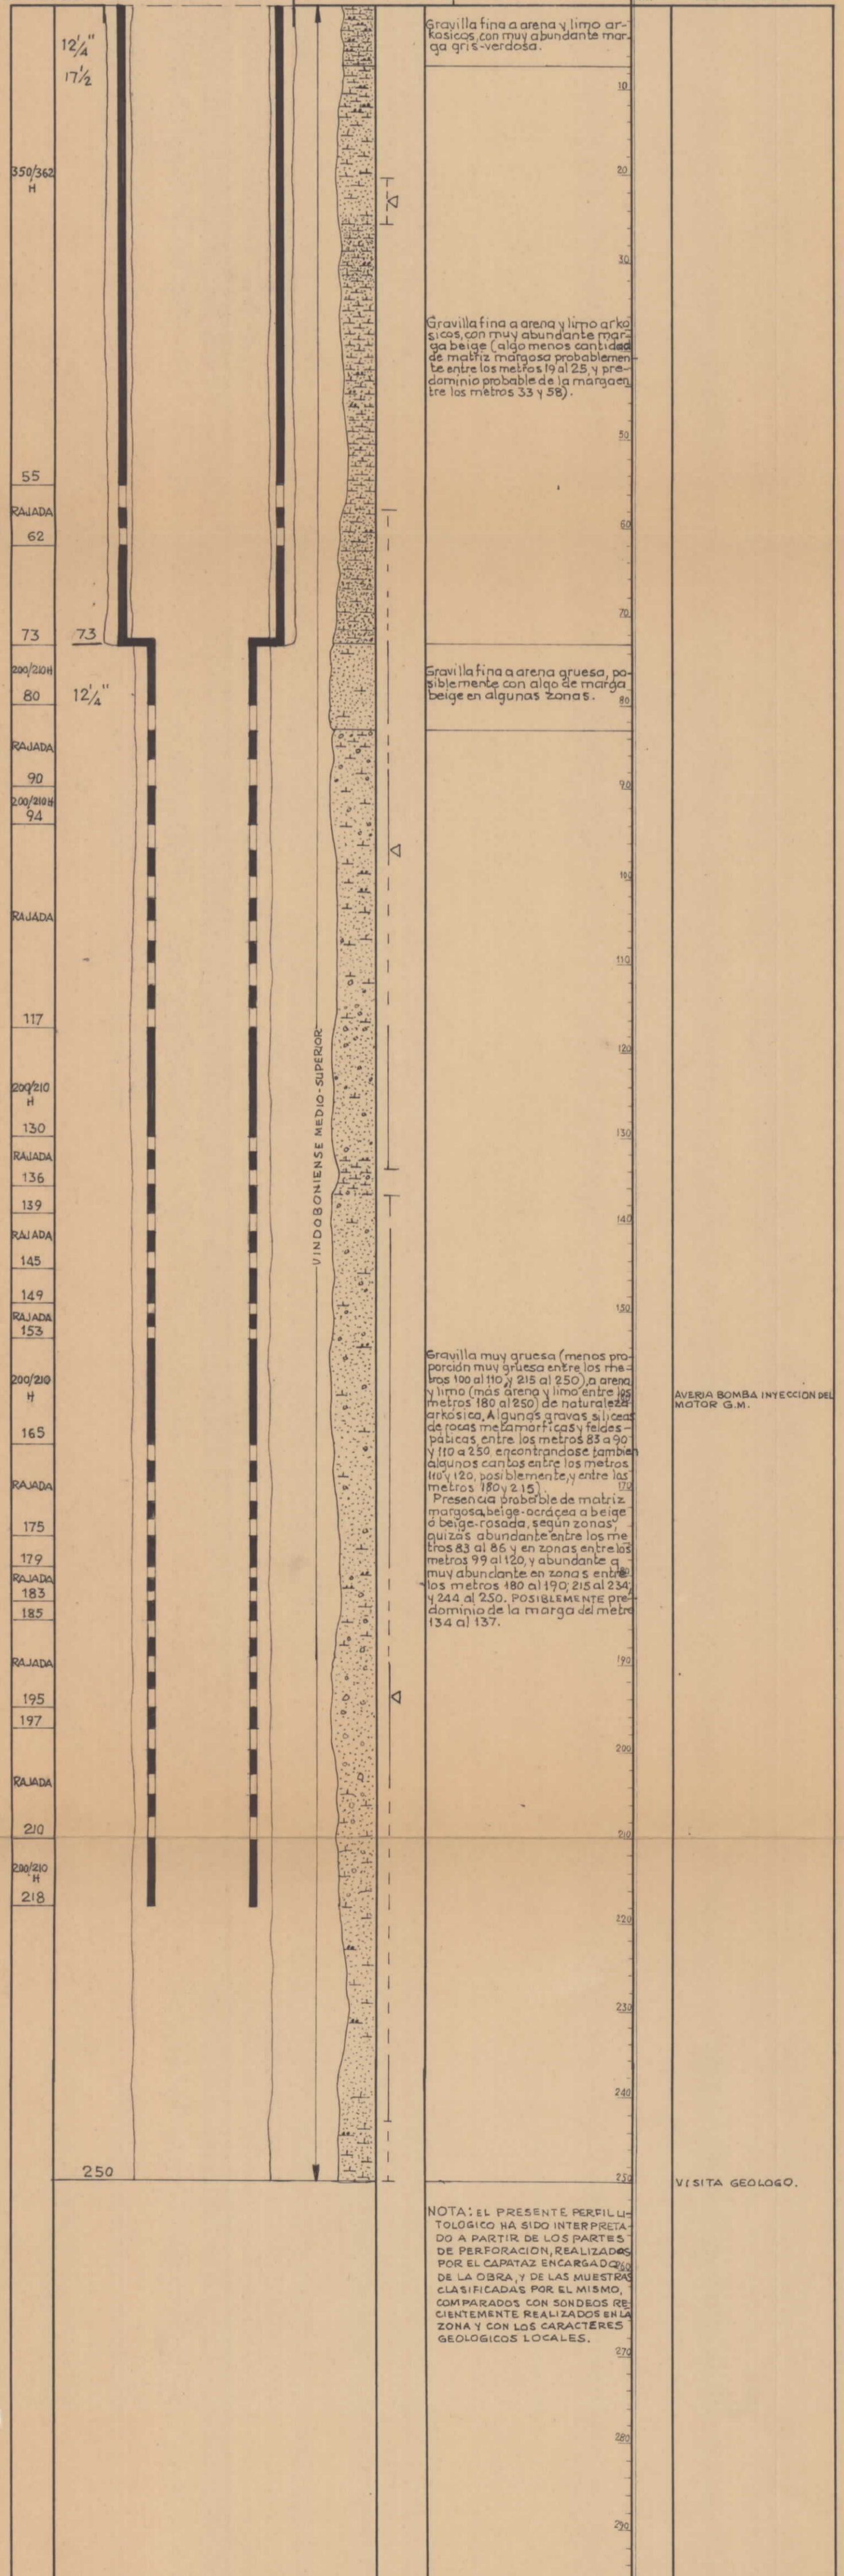 12 1/4"
17 1/2
350/362
H
55
RAJADA
62
73
73
200/210H
80
12 1/4"
RAJADA
90
200/210H
94
RAJADA
117
200/210
H
130
RAJADA
136
139
RAJADA
145
149
RAJADA
153
200/210
H
165
RAJADA
175
179
RAJADA
183
185
RAJADA
195
197
RAJADA
210
200/210
H
218
250
VINDOBONIENSE MEDIO-SUPERIOR
Gravilla fina a arena y limo ar-
kosicos, con muy abundante mar-
ga gris-verdosa.
Gravilla fina a arena y limo arko
sicos, con muy abundante mar-
ga beige (algo menos cantidad
de matriz margosa probablemen
te entre los metros 19 al 25, y pre-
dominio probable de la marga en
tre los metros 33 y 58).
Gravilla fina a arena gruesa, po-
siblemente con algo de marga
beige en algunas zonas.
Gravilla muy gruesa (menos pro-
porción muy gruesa entre los me-
tros 100 al 110, y 215 al 250), a arena
y limo (más arena y limo entre los
metros 180 al 250) de naturaleza
arkósica. Algunas gravas siliceas
de rocas metamorficas y feldes-
páticas, entre los metros 83 a 90
y 110 a 250, encontrandose tambien
algunos cantos entre los metros
110 y 120, posiblemente, y entre los
metros 180 y 215).
Presencia probable de matriz
margosa, beige-ocrácea a beige
o beige-rosada, según zonas,
quizás abundante entre los me
tros 83 al 86 y en zonas entre los
metros 99 al 120, y abundante a
muy abundante en zonas entre
los metros 180 al 190; 215 al 234;
y 244 al 250. POSIBLEMENTE pre-
dominio de la marga del metro
134 al 137.
NOTA: EL PRESENTE PERFIL LI-
TOLOGICO HA SIDO INTERPRETA-
DO A PARTIR DE LOS PARTES
DE PERFORACION, REALIZADOS
POR EL CAPATAZ ENCARGADO
DE LA OBRA, Y DE LAS MUESTRAS
CLASIFICADAS POR EL MISMO,
COMPARADOS CON SONDEOS RE-
CIENTEMENTE REALIZADOS EN LA
ZONA Y CON LOS CARACTERES
GEOLOGICOS LOCALES.
10
20
30
50
60
70
80
90
100
110
120
130
140
150
170
190
200
210
220
230
240
250
260
270
280
290
AVERIA BOMBA INYECCION DEL
MOTOR G.M.
VISITA GEOLOGO.